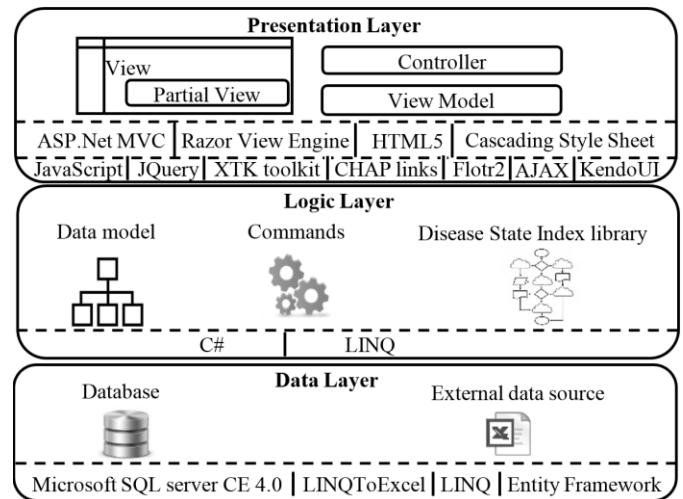 Presentation Layer
View
Controller
Partial View
View Model
ASP.Net MVC Razor View Engine HTML5 Cascading Style Sheet
JavaScript JQuery XTK toolkit CHAP links Flotr2 AJAX KendoUI
Logic Layer
Data model Commands Disease State Index library
C# LINQ
Data Layer
Database External data source
X
Microsoft SQL server CE 4.0 LINQToExcel LINQ Entity Framework